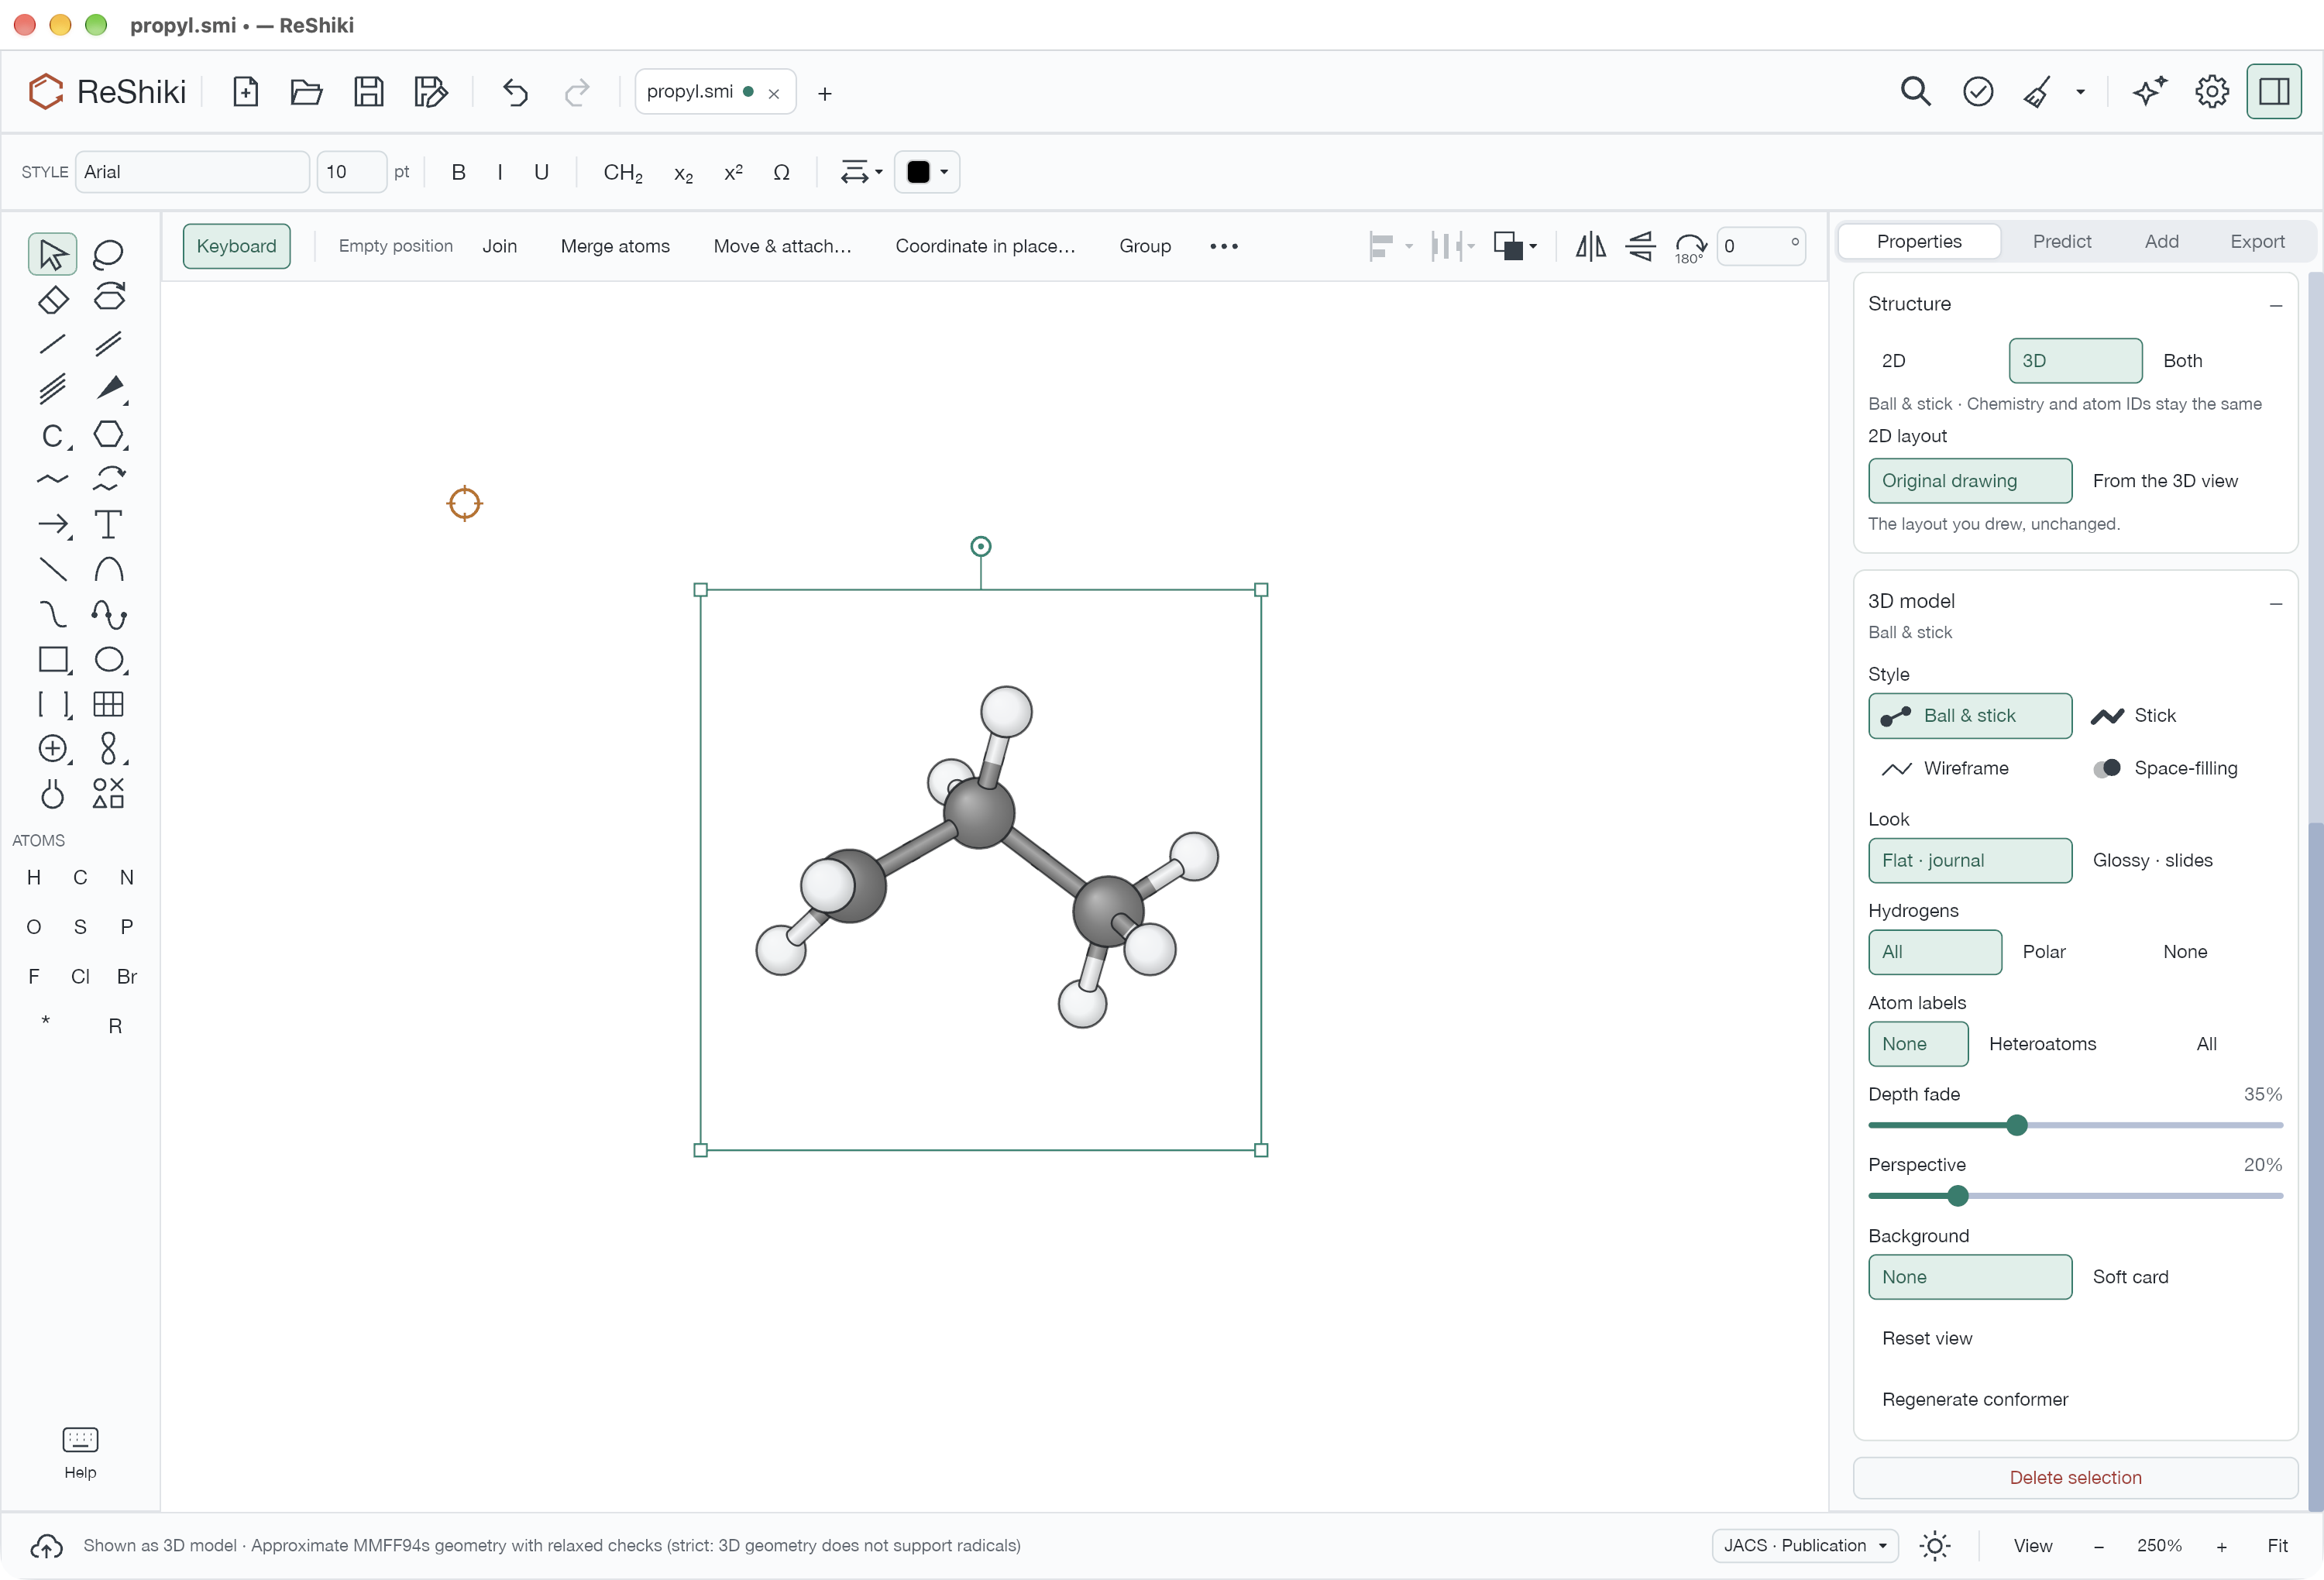 propyl.smi • — ReShiki
ReShiki
propyl.smi
STYLE Arial 10 pt B I U CH₂ x₂ x² Ω
Keyboard Empty position Join Merge atoms Move & attach... Coordinate in place... Group ••• 180° 0 °
Properties Predict Add Export
Structure
2D 3D Both
Ball & stick · Chemistry and atom IDs stay the same
2D layout
Original drawing From the 3D view
The layout you drew, unchanged.
3D model
Ball & stick
Style
Ball & stick Stick
Wireframe Space-filling
Look
Flat · journal Glossy · slides
Hydrogens
All Polar None
Atom labels
None Heteroatoms All
Depth fade 35%
Perspective 20%
Background
None Soft card
Reset view
Regenerate conformer
Delete selection
C
T
ATOMS
H C N
O S P
F Cl Br
* R
Help
Shown as 3D model · Approximate MMFF94s geometry with relaxed checks (strict: 3D geometry does not support radicals)
JACS · Publication View − 250% + Fit